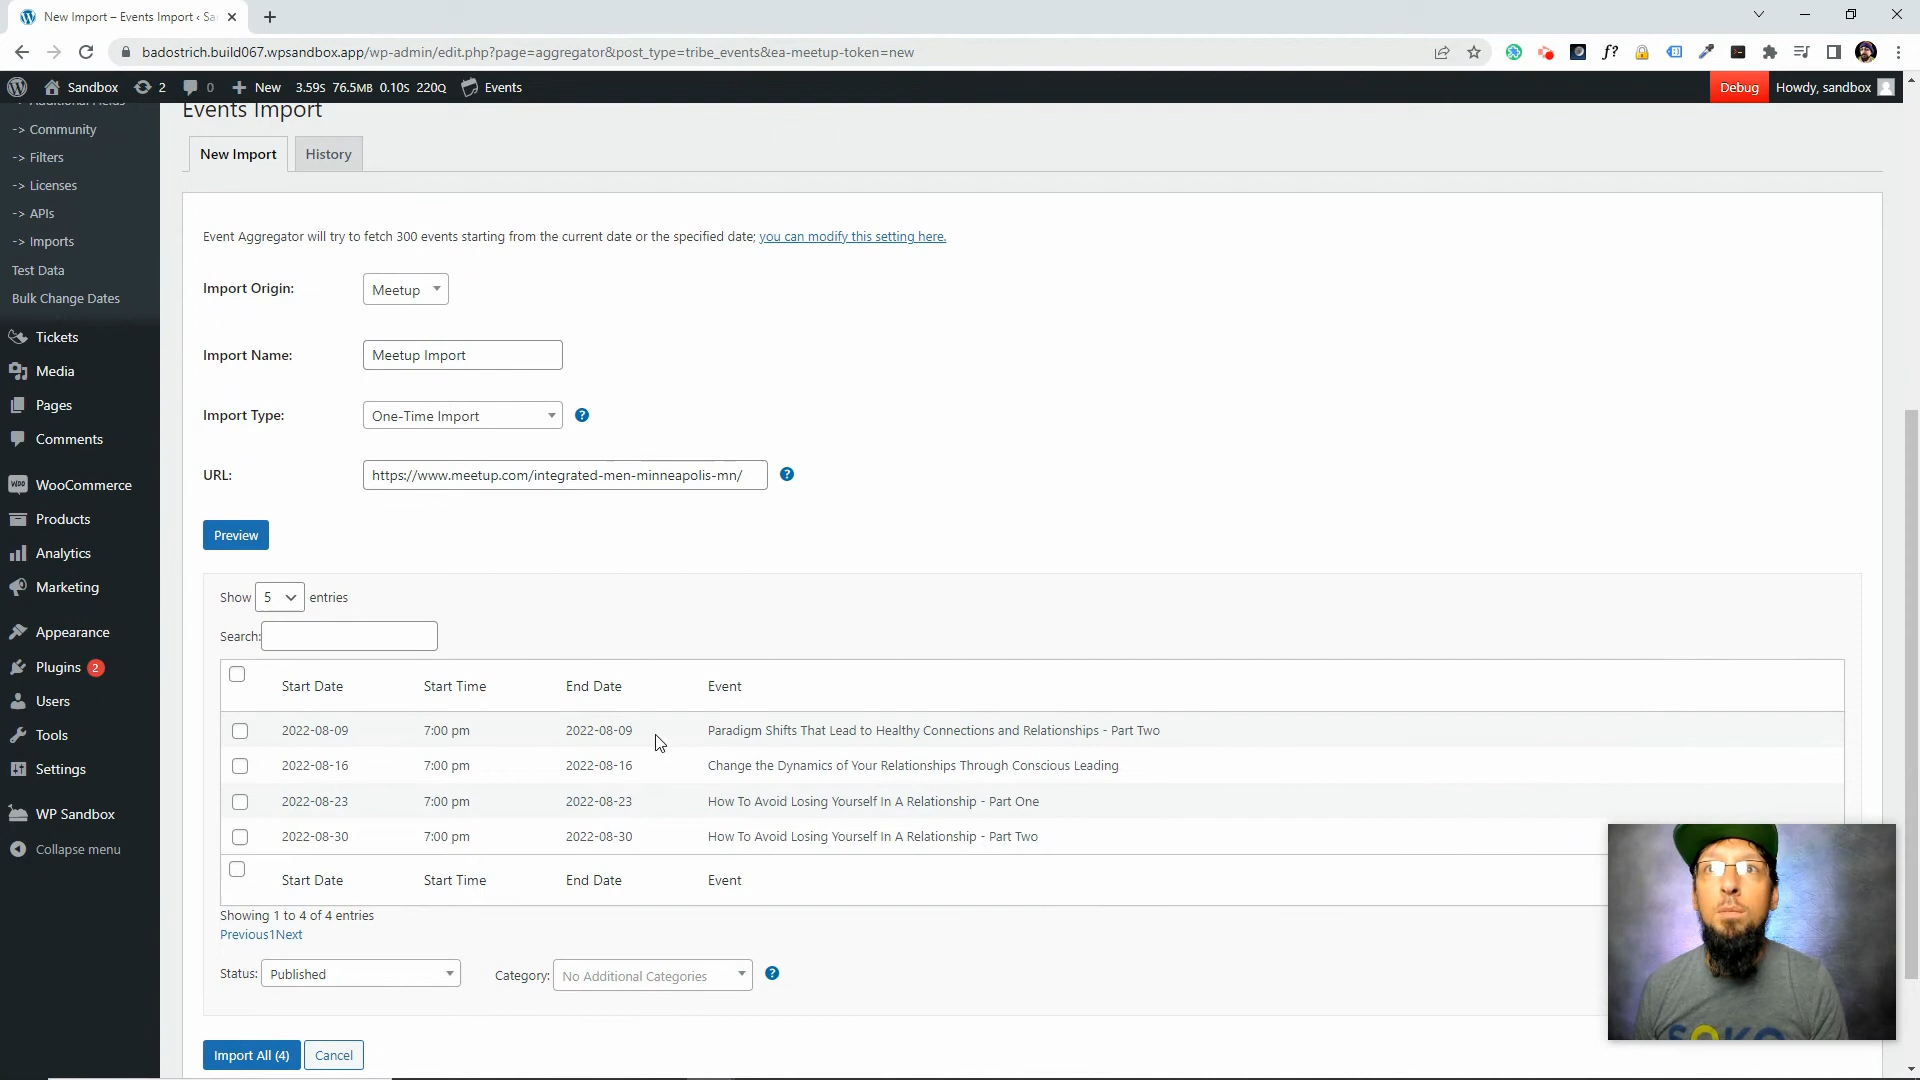 New Import – Events Import ‹ Sa
badostrich.build067.wpsandbox.app/wp-admin/edit.php?page=aggregator&post_type=tribe_events&ea-meetup-token=new
Sandbox 2 0 New 3.59S 76.5MB 0.10S 220Q Events Debug Howdy, sandbox
-> Additional Fields
-> Community
-> Filters
-> Licenses
-> APIs
-> Imports
Test Data
Bulk Change Dates
Tickets
Media
Pages
Comments
WooCommerce
Products
Analytics
Marketing
Appearance
Plugins 2
Users
Tools
Settings
WP Sandbox
Collapse menu
Events Import
New Import History
Event Aggregator will try to fetch 300 events starting from the current date or the specified date; you can modify this setting here.
Import Origin: Meetup
Import Name: Meetup Import
Import Type: One-Time Import ?
URL: https://www.meetup.com/integrated-men-minneapolis-mn/ ?
Preview
Show 5 entries
Search:
Start Date Start Time End Date Event
2022-08-09 7:00 pm 2022-08-09 Paradigm Shifts That Lead to Healthy Connections and Relationships - Part Two
2022-08-16 7:00 pm 2022-08-16 Change the Dynamics of Your Relationships Through Conscious Leading
2022-08-23 7:00 pm 2022-08-23 How To Avoid Losing Yourself In A Relationship - Part One
2022-08-30 7:00 pm 2022-08-30 How To Avoid Losing Yourself In A Relationship - Part Two
Start Date Start Time End Date Event
Showing 1 to 4 of 4 entries
Previous1Next
Status: Published Category: No Additional Categories ?
Import All (4) Cancel